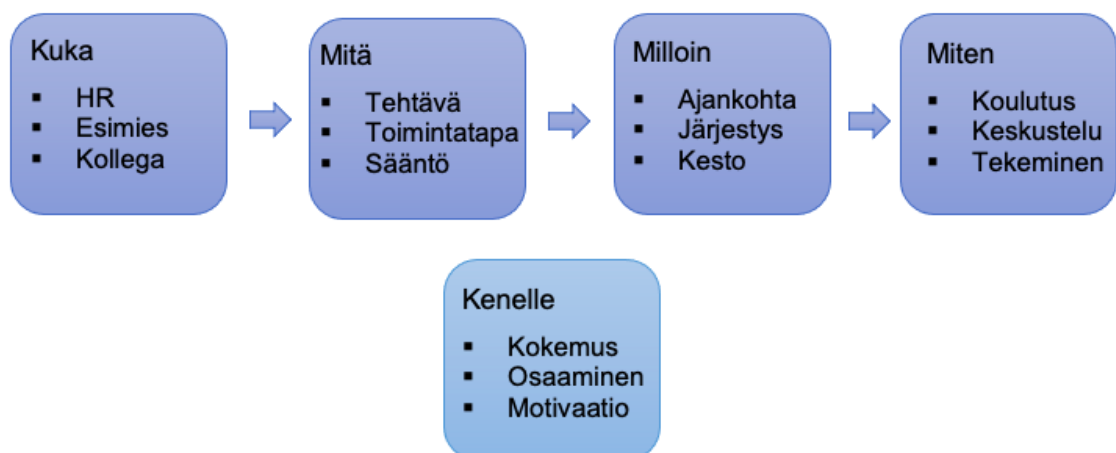 Kuka
▪ HR
▪ Esimies
▪ Kollega
Mitä
▪ Tehtävä
▪ Toimintatapa
▪ Sääntö
Milloin
▪ Ajankohta
▪ Järjestys
▪ Kesto
Miten
▪ Koulutus
▪ Keskustelu
▪ Tekeminen
Kenelle
▪ Kokemus
▪ Osaaminen
▪ Motivaatio